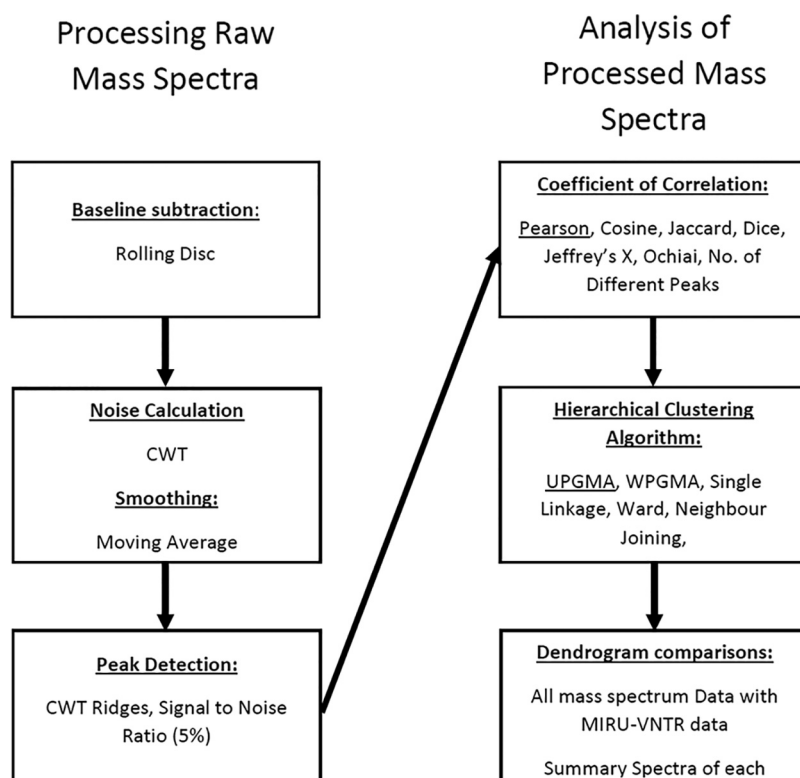 Processing Raw
Mass Spectra
Baseline subtraction:
Rolling Disc
Noise Calculation
CWT
Smoothing:
Moving Average
Peak Detection:
CWT Ridges, Signal to Noise
Ratio (5%)
Analysis of
Processed Mass
Spectra
Coefficient of Correlation:
Pearson, Cosine, Jaccard, Dice,
Jeffrey's X, Ochiai, No. of
Different Peaks
Hierarchical Clustering
Algorithm:
UPGMA, WPGMA, Single
Linkage, Ward, Neighbour
Joining,
Dendrogram comparisons:
All mass spectrum Data with
MIRU-VNTR data
Summary Spectra of each